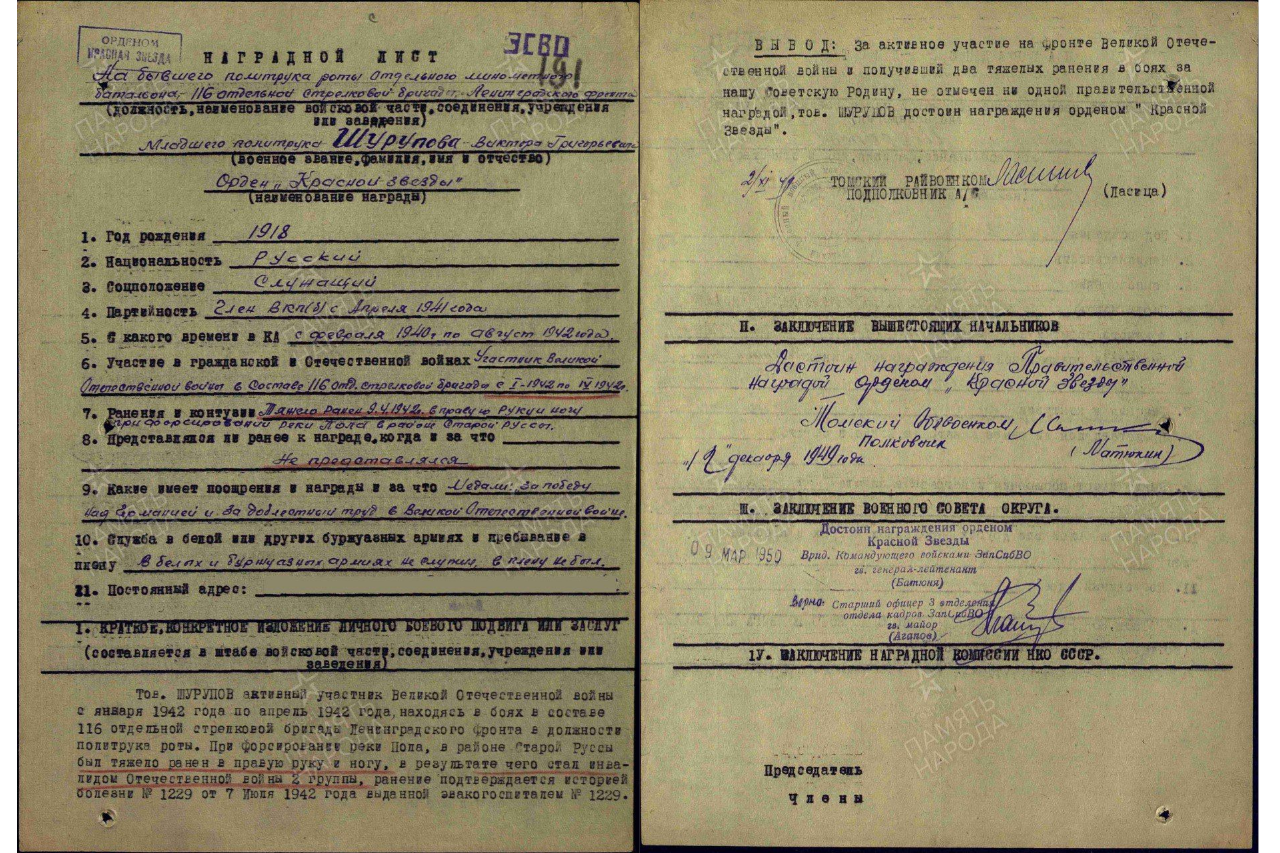 ОРДЕНОМ
КРАСНАЯ ЗВЕЗДА
ЗСВО
191
НАГРАДНОЙ ЛИСТ
На бывшего политрука роты Отдельного миномётного
батальона - 116 отдельной стрелковой бригады, Ленинградского фронта
(должность, наименование войсковой части, соединения, учреждения
или заведения)
Младшего политрука - ШУРУПОВА - Виктора Григорьевича
(военное звание, фамилия, имя и отчество)
Орден „Красной Звезды"
(наименование награды)
1. Год рождения 1918
2. Национальность Русский
3. Соцположение Служащий
4. Партийность Член ВКП(б) с Апреля 1941 года
5. С какого времени в КА с февраля 1940г по август 1942 года.
6. Участие в гражданской и Отечественной войнах Участник Великой
Отечественной войны в составе 116 отд. стрелковой бригады с I-1942 по IV 1942г.
7. Ранения и контузии Тяжело ранен 9.4.1942г. в правую руку и ногу
при форсировании реки Пола в районе Старой Руссы.
8. Представлялся ли ранее к награде, когда и за что
Не представлялся
9. Какие имеет поощрения и награды и за что Медали: За победу
над Германией и За доблестный труд в Великой Отечественной войне.
10. Служба в белой или других буржуазных армиях и пребывание в
плену В белых и буржуазных армиях не служил, в плену не был.
11. Постоянный адрес:
I. КРАТКОЕ, КОНКРЕТНОЕ ИЗЛОЖЕНИЕ ЛИЧНОГО БОЕВОГО ПОДВИГА ИЛИ ЗАСЛУГ
(составляется в штабе войсковой части, соединения, учреждения или
заведения)
Тов. ШУРУПОВ активный участник Великой Отечественной войны
с января 1942 года по апрель 1942 года, находясь в боях в составе
116 отдельной стрелковой бригады Ленинградского фронта в должности
политрука роты. При форсировании реки Пола, в районе Старой Руссы
был тяжело ранен в правую руку и ногу, в результате чего стал инва-
лидом Отечественной войны 2 группы, ранение подтверждается историей
болезни № 1229 от 7 Июля 1942 года выданной эвакогоспиталем № 1229.
ВЫВОД: За активное участие на фронте Великой Отече-
ственной войны и получивший два тяжелых ранения в боях за
нашу Советскую Родину, не отмечен ни одной правительственной
наградой, тов. ШУРУПОВ достоин награждения орденом " Красной
Звезды".
2/XI 49
ТОМСКИЙ РАЙВОЕНКОМ
ПОДПОЛКОВНИК А/С
(Ласица)
II. ЗАКЛЮЧЕНИЕ ВЫШЕСТОЯЩИХ НАЧАЛЬНИКОВ
Достоин награждения Правительственной
наградой орденом „Красной Звезды"
Томский Облвоенком
Полковник
(Матюкин)
"12" декабря 1949 года
III. ЗАКЛЮЧЕНИЕ ВОЕННОГО СОВЕТА ОКРУГА.
Достоин награждения орденом
Красной Звезды
09 МАР 1950
Врид. Командующего войсками ЗапСибВО
гв. генерал-лейтенант
(Батюня)
Верно: Старший офицер 3 отделения
отдела кадров ЗапСибВО
гв. майор
(Агапов)
1У. ЗАКЛЮЧЕНИЕ НАГРАДНОЙ КОМИССИИ НКО СССР.
Председатель
Члены
ПАМЯТЬ
НАРОДА